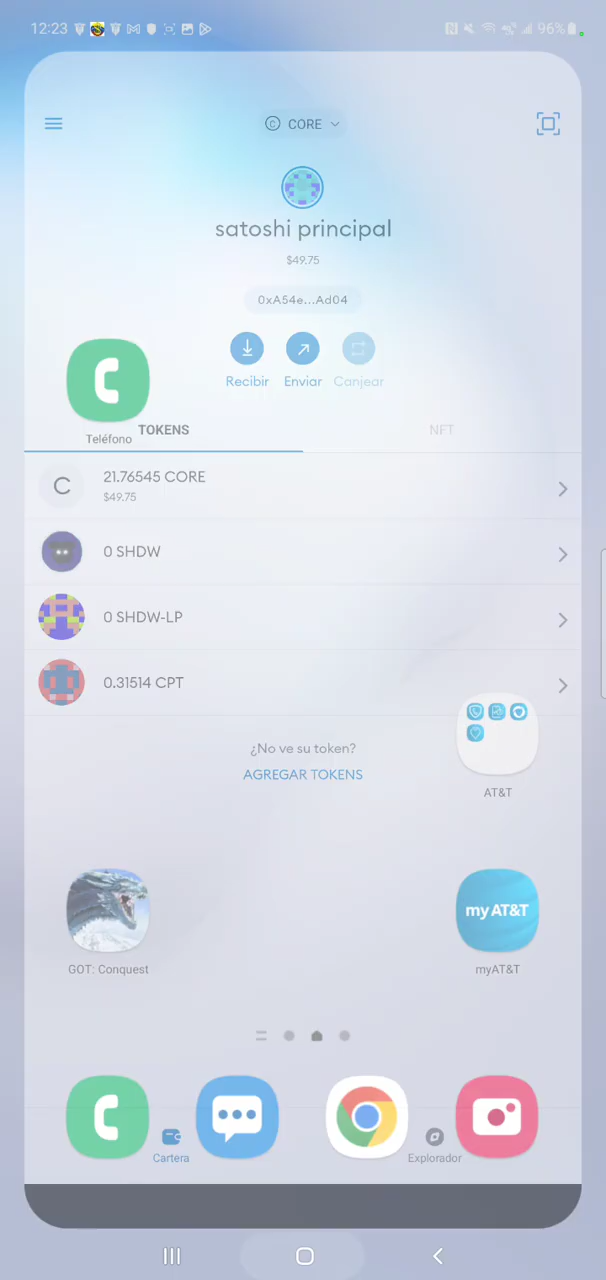 12:23
96%
CORE
satoshi principal
$49.75
0xA54e...Ad04
Recibir Enviar Canjear
Teléfono
TOKENS NFT
C 21.76545 CORE
$49.75
0 SHDW
0 SHDW-LP
0.31514 CPT
¿No ve su token?
AGREGAR TOKENS
AT&T
my AT&T
GOT: Conquest myAT&T
Cartera Explorador